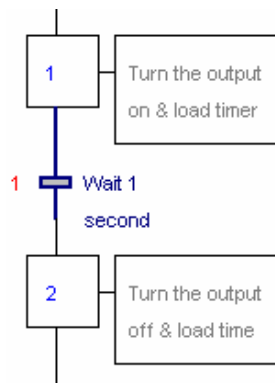 1
Turn the output
on & load timer
1
Wait 1
second
2
Turn the output
off & load time